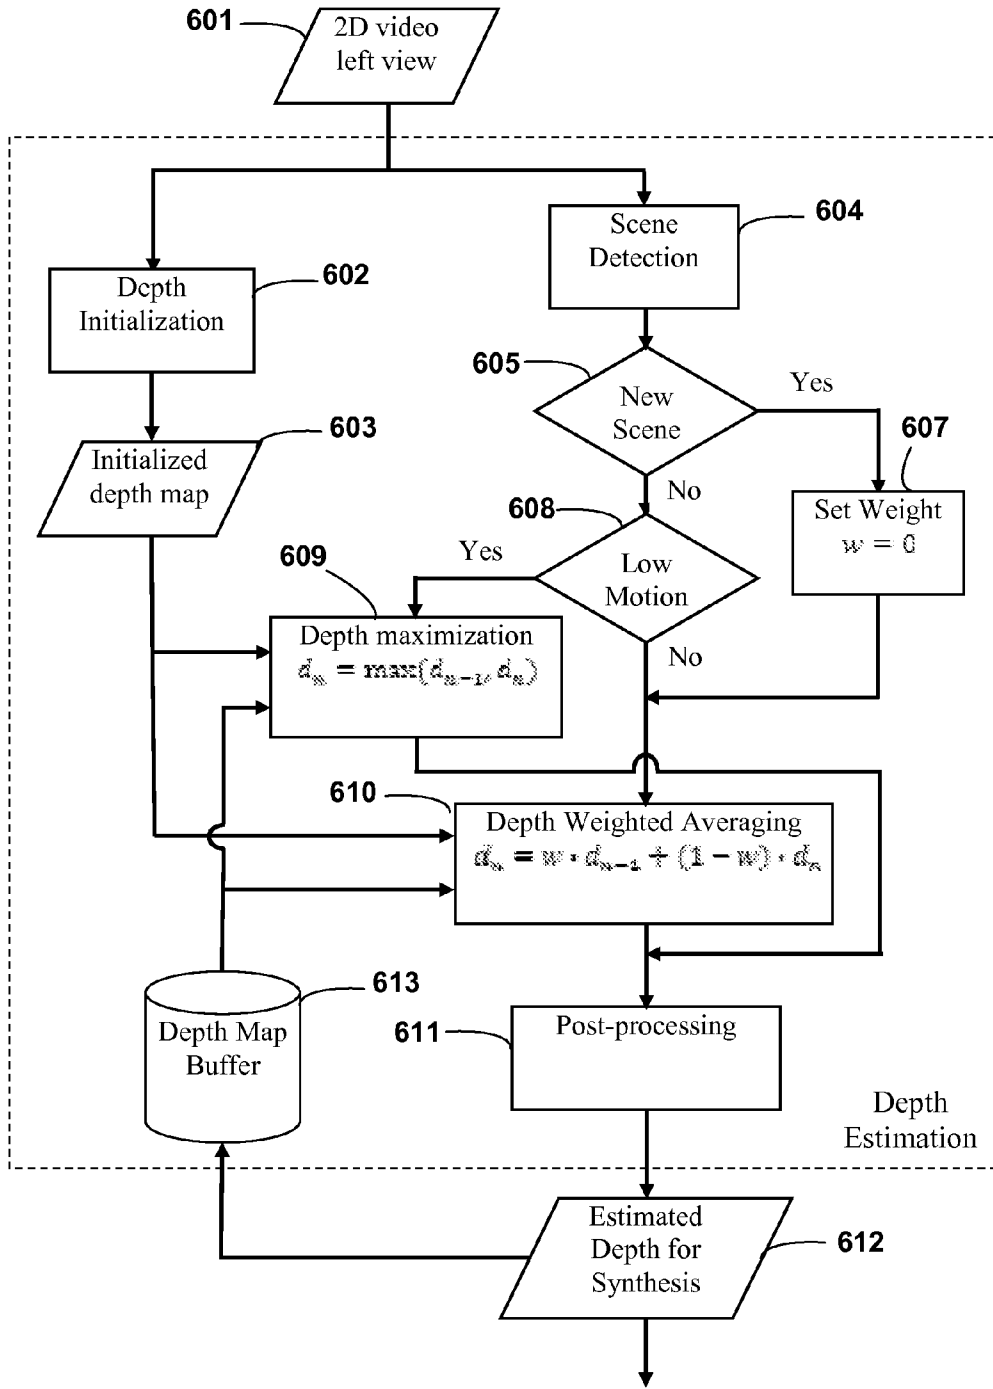 601
2D video
left view
604
Scene
Detection
602
Depth
Initialization
605
New
Scene
Yes
607
603
Initialized
depth map
No
608
Set Weight
w = 0
Yes
Low
Motion
609
Depth maximization
dₙ = max(dₙ₋₁, dₙ)
No
610
Depth Weighted Averaging
dₙ = w · dₙ₋₁ + (1 − w) · dₙ
613
Depth Map
Buffer
611
Post-processing
Depth
Estimation
Estimated
Depth for
Synthesis
612